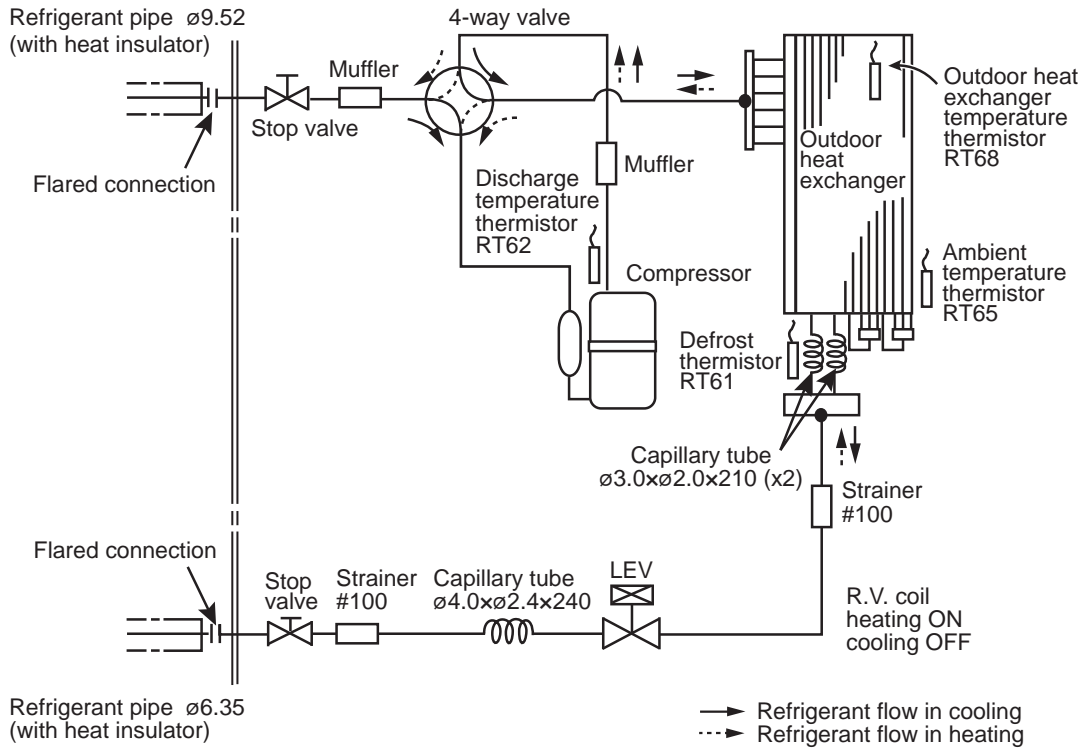 Refrigerant pipe ø9.52
(with heat insulator)
4-way valve
Muffler
Stop valve
Flared connection
Outdoor heat
exchanger
temperature
thermistor
RT68
Outdoor
heat
exchanger
Muffler
Discharge
temperature
thermistor
RT62
Compressor
Ambient
temperature
thermistor
RT65
Defrost
thermistor
RT61
Capillary tube
ø3.0×ø2.0×210 (x2)
Strainer
#100
Flared connection
Stop
valve
Strainer
#100
Capillary tube
ø4.0×ø2.4×240
LEV
R.V. coil
heating ON
cooling OFF
Refrigerant pipe ø6.35
(with heat insulator)
Refrigerant flow in cooling
Refrigerant flow in heating